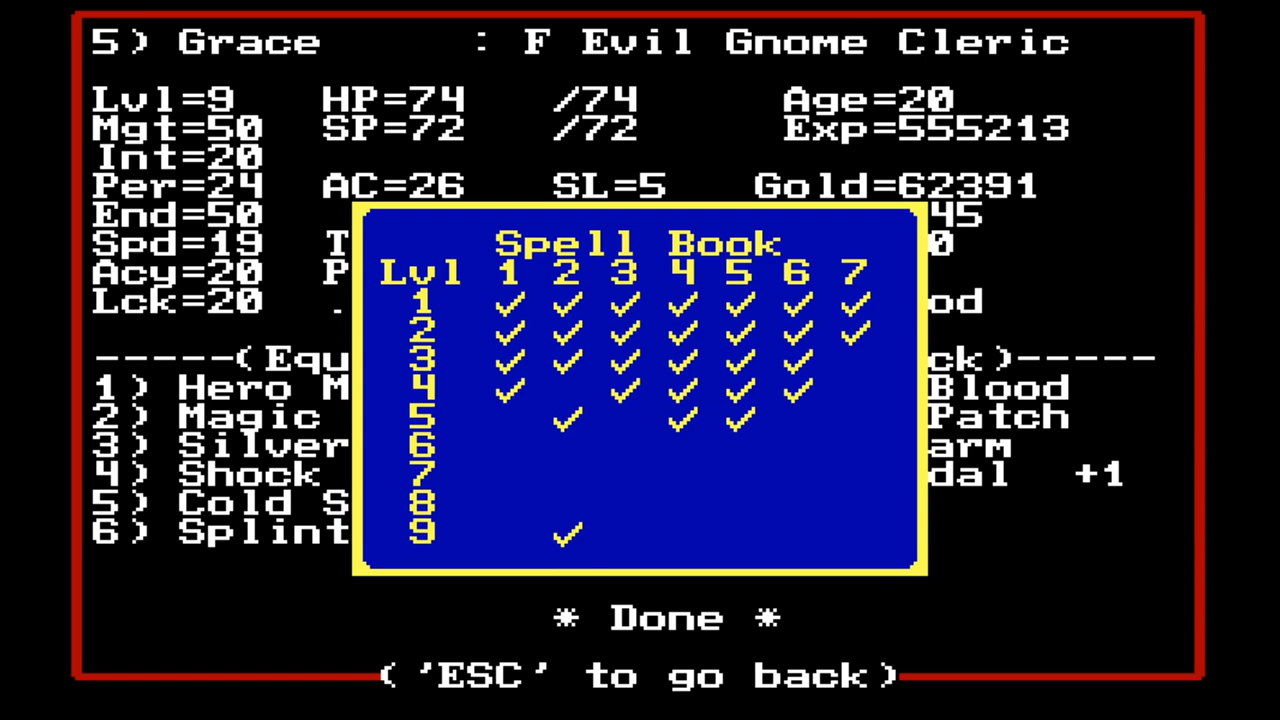 5) Grace : F Evil Gnome Cleric
Lvl=9 HP=74 /74 Age=20
Mgt=50 SP=72 /72 Exp=555213
Int=20
Per=24 AC=26 SL=5 Gold=62391
End=50 45
Spd=19 T 0
Acy=20 P
Lck=20 . od
Spell Book
Lvl 1 2 3 4 5 6 7
1 ✓ ✓ ✓ ✓ ✓ ✓ ✓
2 ✓ ✓ ✓ ✓ ✓ ✓ ✓
3 ✓ ✓ ✓ ✓ ✓ ✓
4 ✓ ✓ ✓ ✓ ✓
5 ✓ ✓ ✓
6
7
8
9 ✓
-----(Equ ck)-----
1) Hero M Blood
2) Magic Patch
3) Silver arm
4) Shock dal +1
5) Cold S
6) Splint
* Done *
('ESC' to go back)